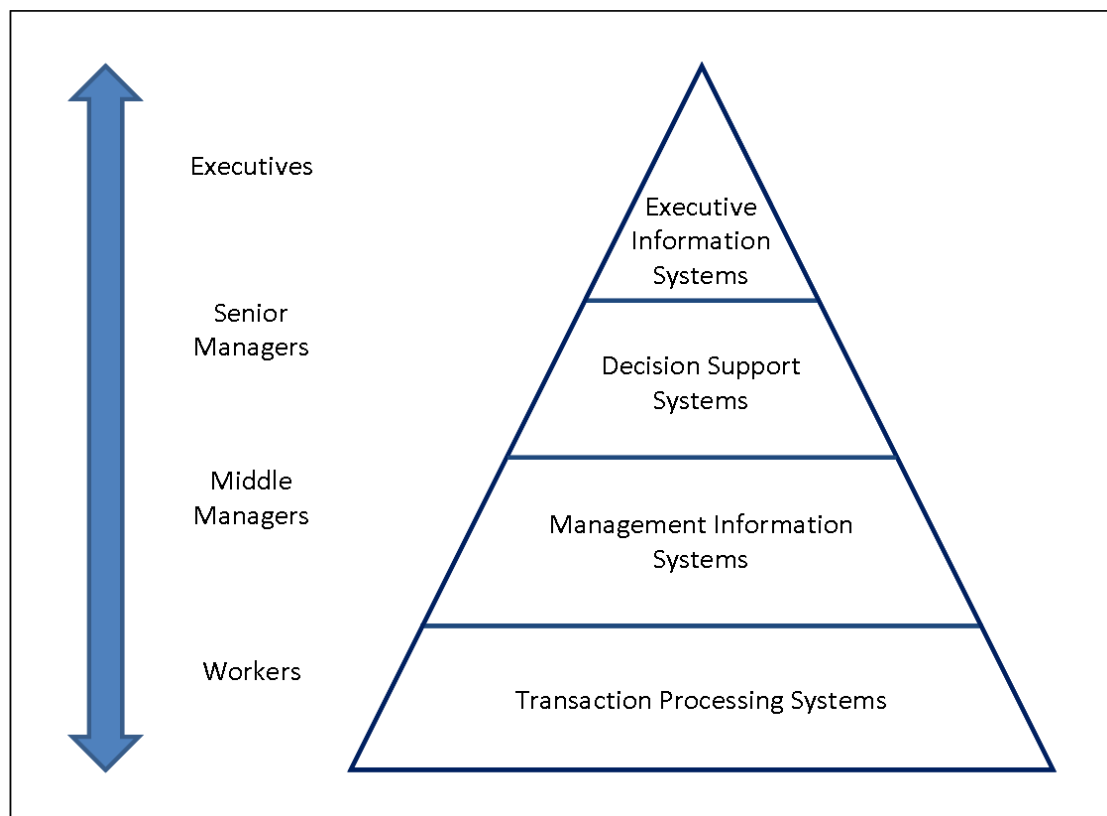 Executives
Executive
Information
Systems
Senior
Managers
Decision Support
Systems
Middle
Managers
Management Information
Systems
Workers
Transaction Processing Systems